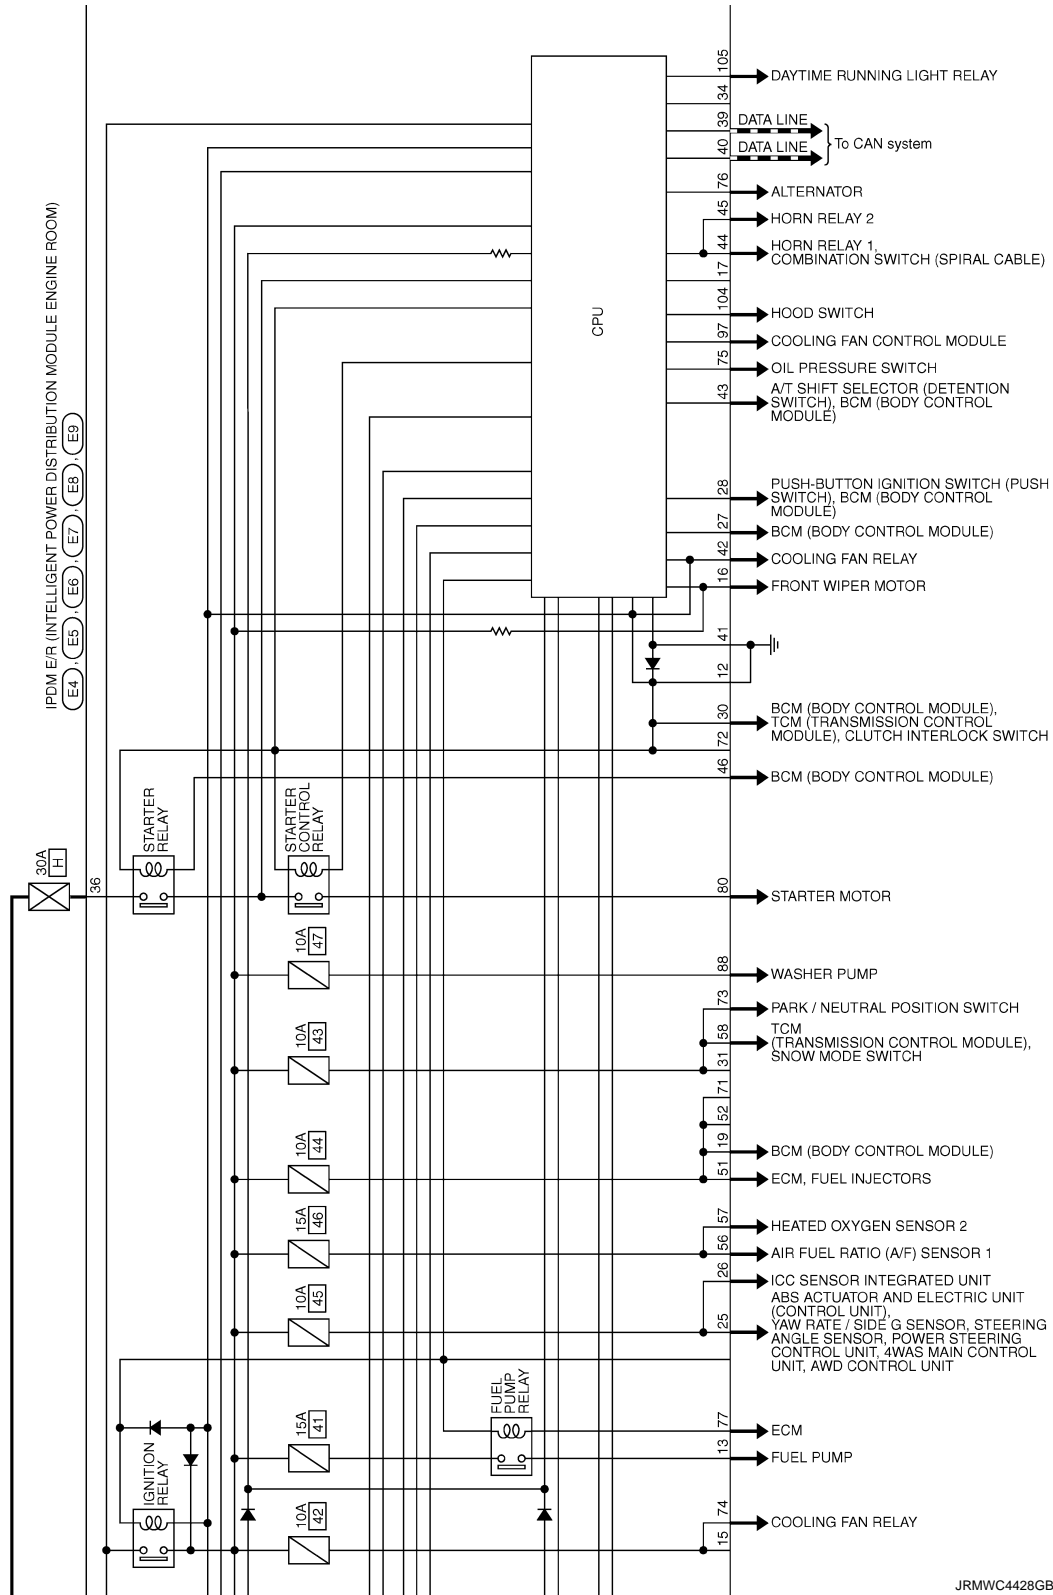 105
DAYTIME RUNNING LIGHT RELAY
34
39
DATA LINE
40
DATA LINE
To CAN system
76
ALTERNATOR
45
HORN RELAY 2
44
HORN RELAY 1,
COMBINATION SWITCH (SPIRAL CABLE)
17
104
HOOD SWITCH
97
COOLING FAN CONTROL MODULE
75
OIL PRESSURE SWITCH
43
A/T SHIFT SELECTOR (DETENTION
SWITCH), BCM (BODY CONTROL
MODULE)
CPU
IPDM E/R (INTELLIGENT POWER DISTRIBUTION MODULE ENGINE ROOM)
E4 , E5 , E6 , E7 , E8 , E9
28
PUSH-BUTTON IGNITION SWITCH (PUSH
SWITCH), BCM (BODY CONTROL
MODULE)
27
BCM (BODY CONTROL MODULE)
42
COOLING FAN RELAY
16
FRONT WIPER MOTOR
41
12
30
BCM (BODY CONTROL MODULE),
TCM (TRANSMISSION CONTROL
MODULE), CLUTCH INTERLOCK SWITCH
72
46
BCM (BODY CONTROL MODULE)
STARTER
RELAY
STARTER
CONTROL
RELAY
30A
H
36
80
STARTER MOTOR
10A
47
88
WASHER PUMP
73
PARK / NEUTRAL POSITION SWITCH
10A
43
58
TCM
(TRANSMISSION CONTROL MODULE),
SNOW MODE SWITCH
31
71
52
10A
44
19
BCM (BODY CONTROL MODULE)
51
ECM, FUEL INJECTORS
15A
46
57
HEATED OXYGEN SENSOR 2
56
AIR FUEL RATIO (A/F) SENSOR 1
26
ICC SENSOR INTEGRATED UNIT
10A
45
25
ABS ACTUATOR AND ELECTRIC UNIT
(CONTROL UNIT),
YAW RATE / SIDE G SENSOR, STEERING
ANGLE SENSOR, POWER STEERING
CONTROL UNIT, 4WAS MAIN CONTROL
UNIT, AWD CONTROL UNIT
FUEL
PUMP
RELAY
15A
41
77
ECM
13
FUEL PUMP
IGNITION
RELAY
10A
42
74
COOLING FAN RELAY
15
JRMWC4428GB